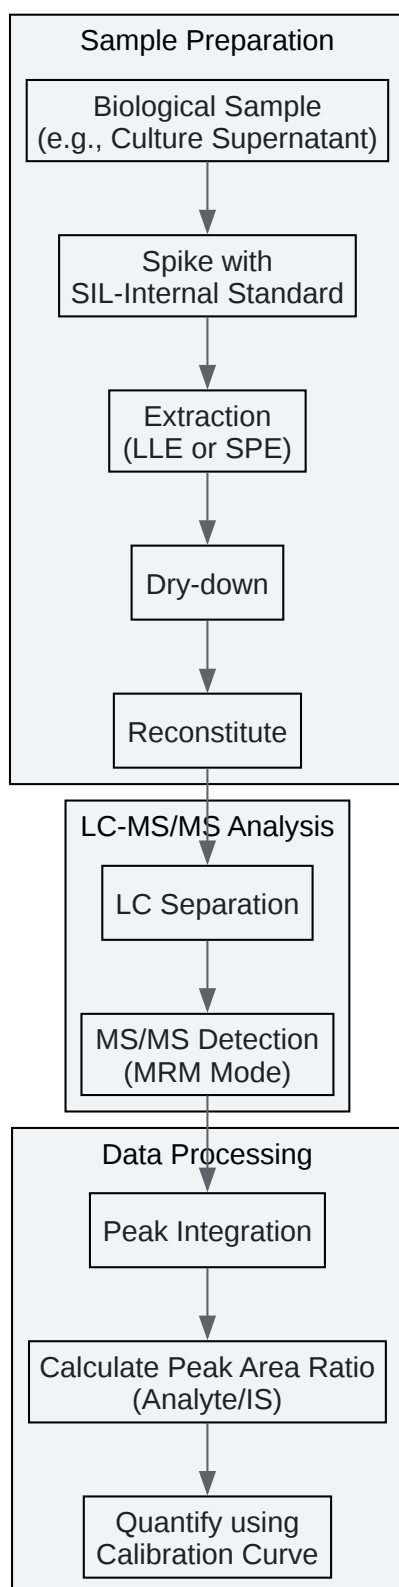 Sample Preparation
Biological Sample
(e.g., Culture Supernatant)
Spike with
SIL-Internal Standard
Extraction
(LLE or SPE)
Dry-down
Reconstitute
LC-MS/MS Analysis
LC Separation
MS/MS Detection
(MRM Mode)
Data Processing
Peak Integration
Calculate Peak Area Ratio
(Analyte/IS)
Quantify using
Calibration Curve